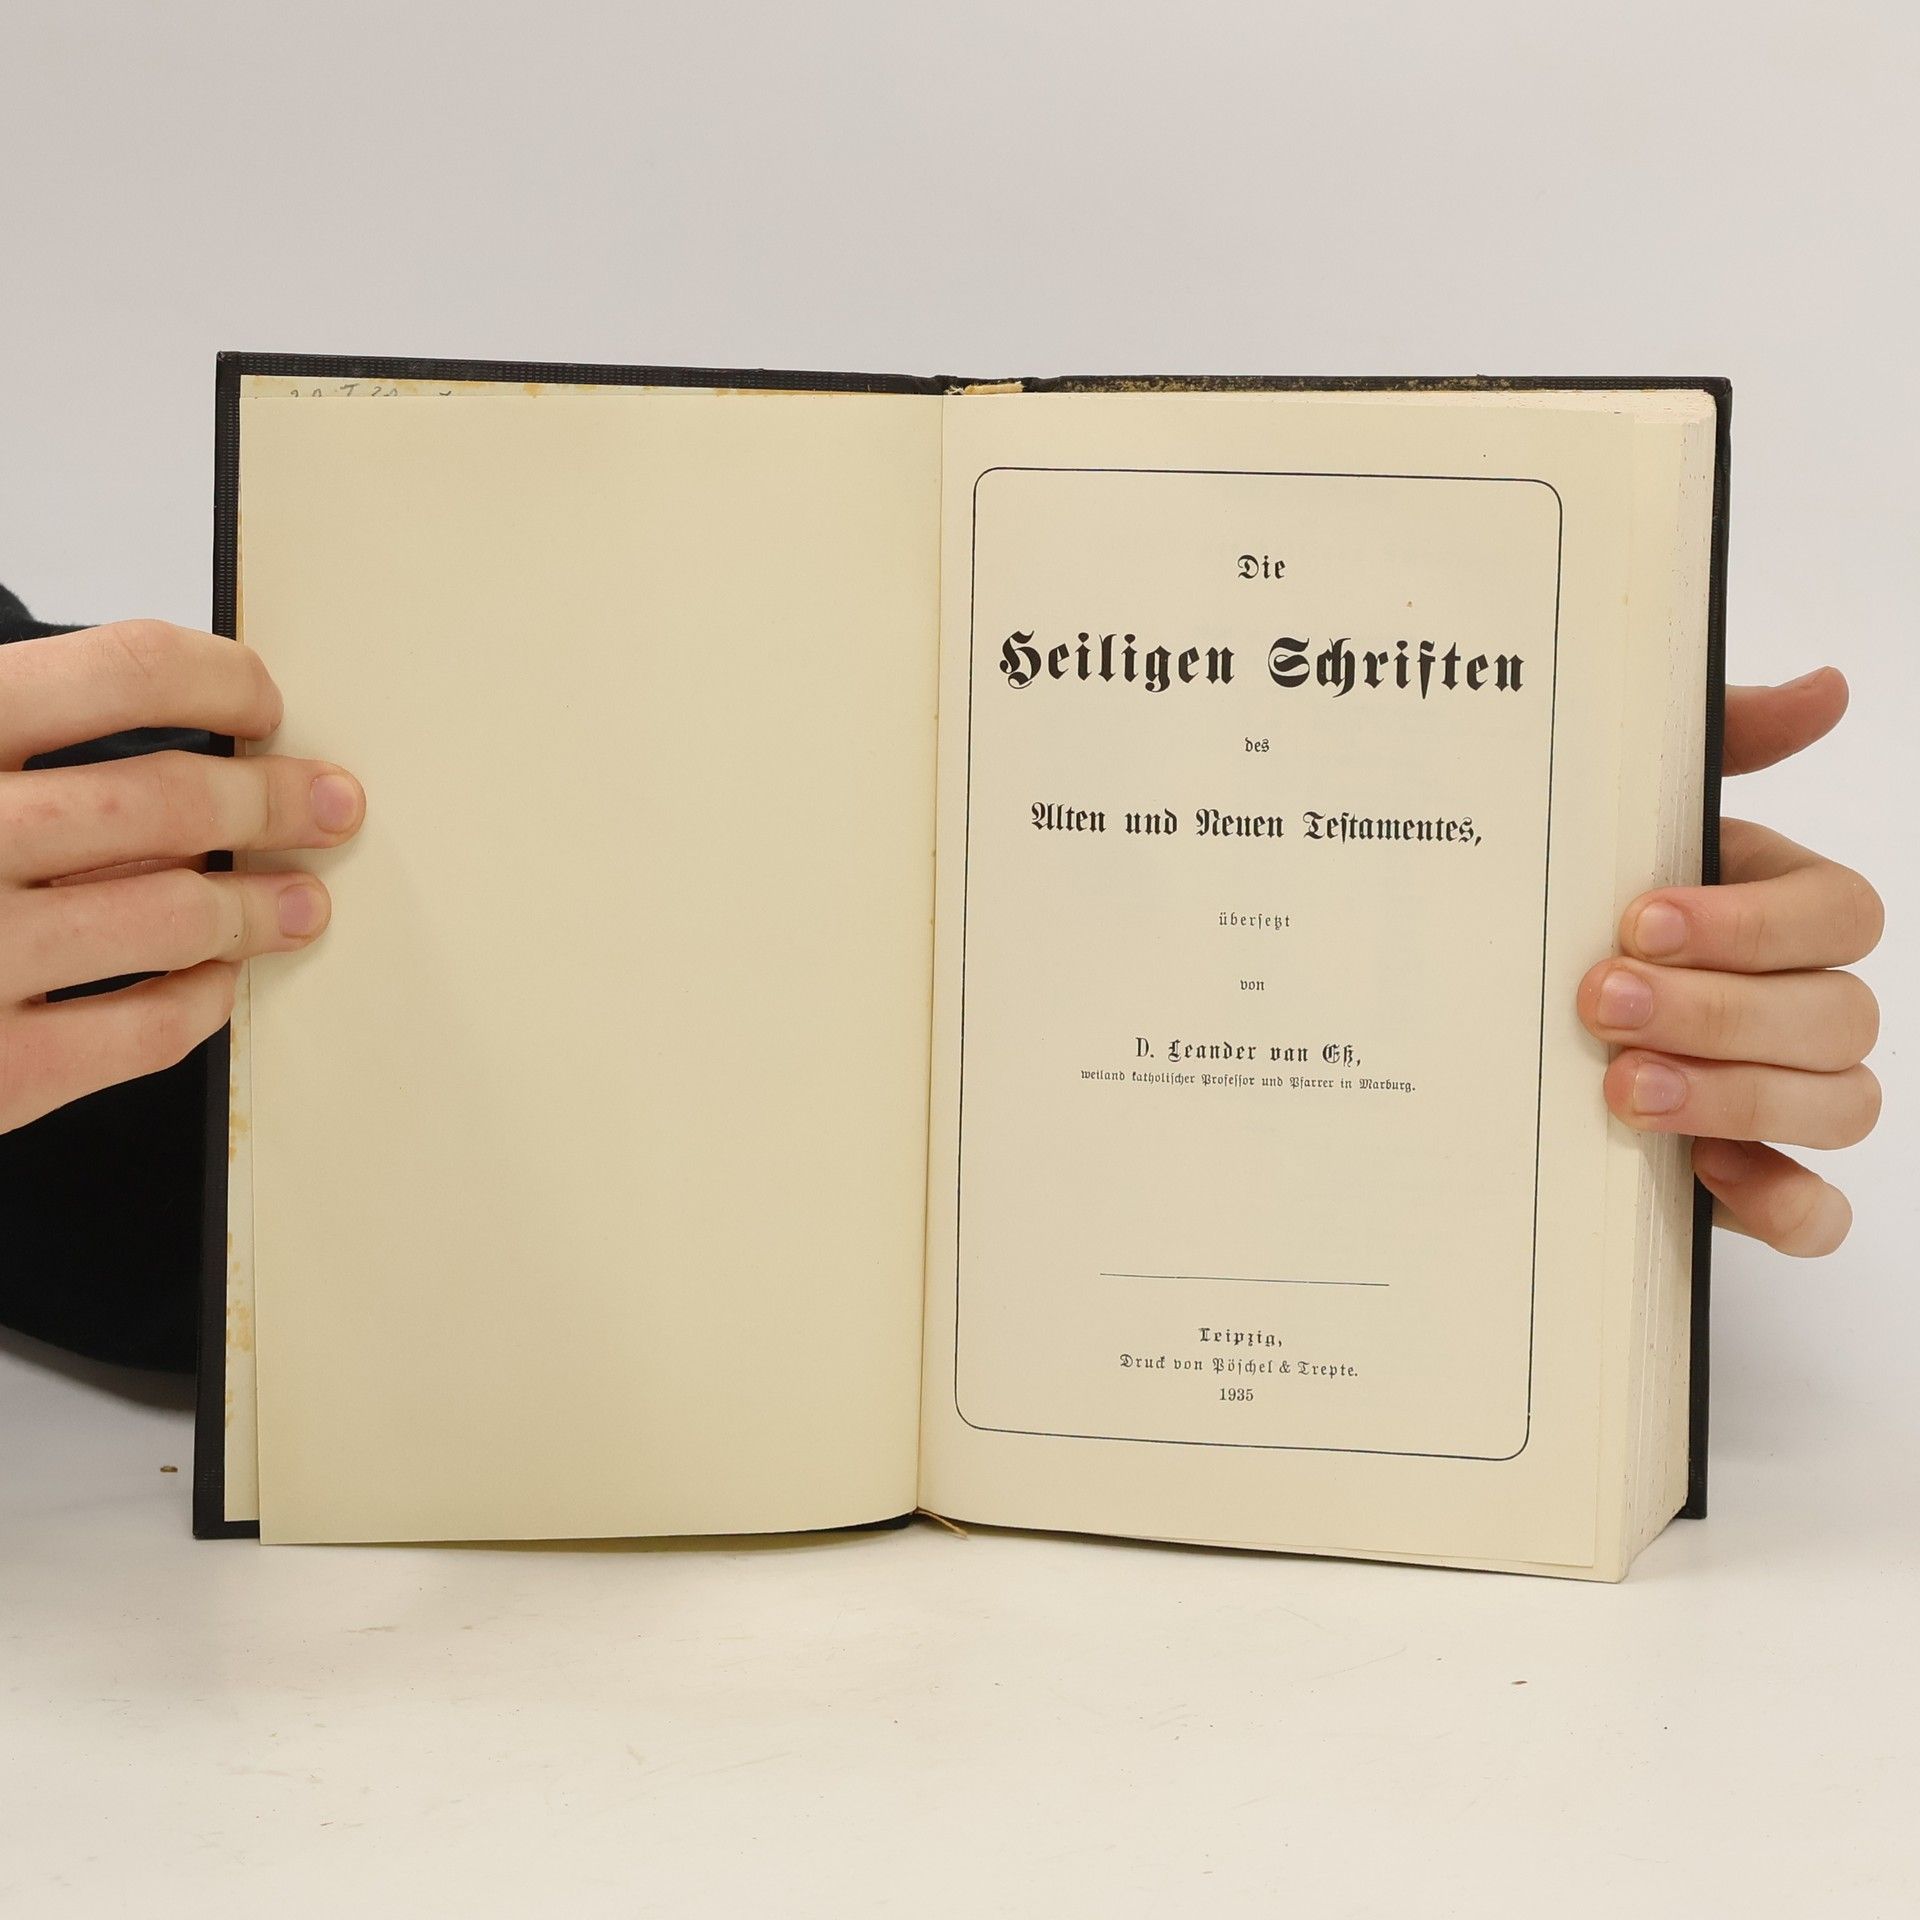 Die
Heiligen Schriften
des
Alten und Neuen Teſtamentes,
überſetzt
von
D. Leander van Eß,
weiland katholiſcher Profeſſor und Pfarrer in Marburg.
Leipzig,
Druck von Pöſchel & Trepte.
1935